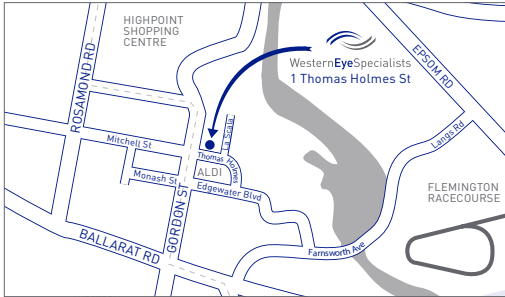 HIGHPOINT
SHOPPING
CENTRE
ROSAMOND RD
WesternEyeSpecialists
1 Thomas Holmes St
EPSOM RD
Langs Rd
Mitchell St
La Scala
Thomas Holmes
ALDI
Monash St
Edgewater Blvd
GORDON ST
FLEMINGTON
RACECOURSE
BALLARAT RD
Farnsworth Ave